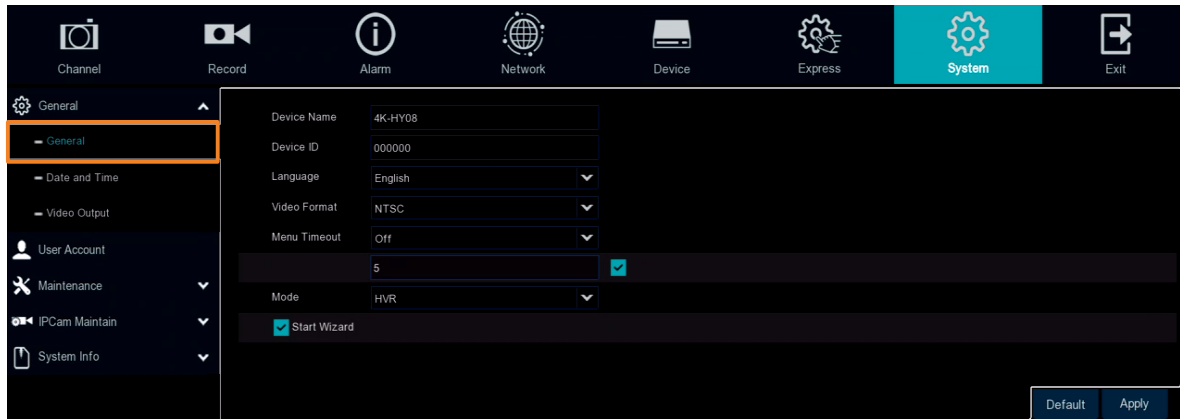 Channel
Record
Alarm
Network
Device
Express
System
Exit
General
General
Date and Time
Video Output
User Account
Maintenance
IPCam Maintain
System Info
Device Name 4K-HY08
Device ID 000000
Language English
Video Format NTSC
Menu Timeout Off
5
Mode HVR
Start Wizard
Default Apply